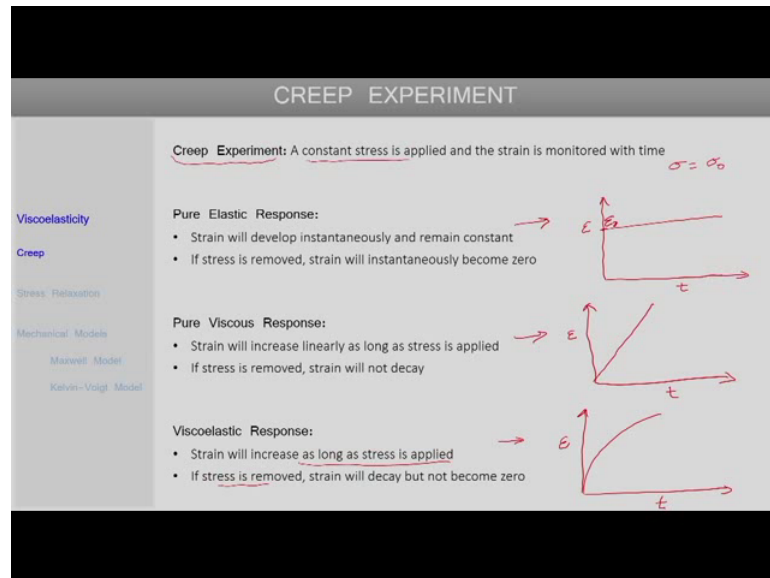 CREEP EXPERIMENT
Creep Experiment: A constant stress is applied and the strain is monitored with time
σ = σ₀
Viscoelasticity
Creep
Stress Relaxation
Mechanical Models
Maxwell Model
Kelvin-Voigt Model
Pure Elastic Response:
• Strain will develop instantaneously and remain constant
• If stress is removed, strain will instantaneously become zero
ε
t
Pure Viscous Response:
• Strain will increase linearly as long as stress is applied
• If stress is removed, strain will not decay
ε
t
Viscoelastic Response:
• Strain will increase as long as stress is applied
• If stress is removed, strain will decay but not become zero
ε
t